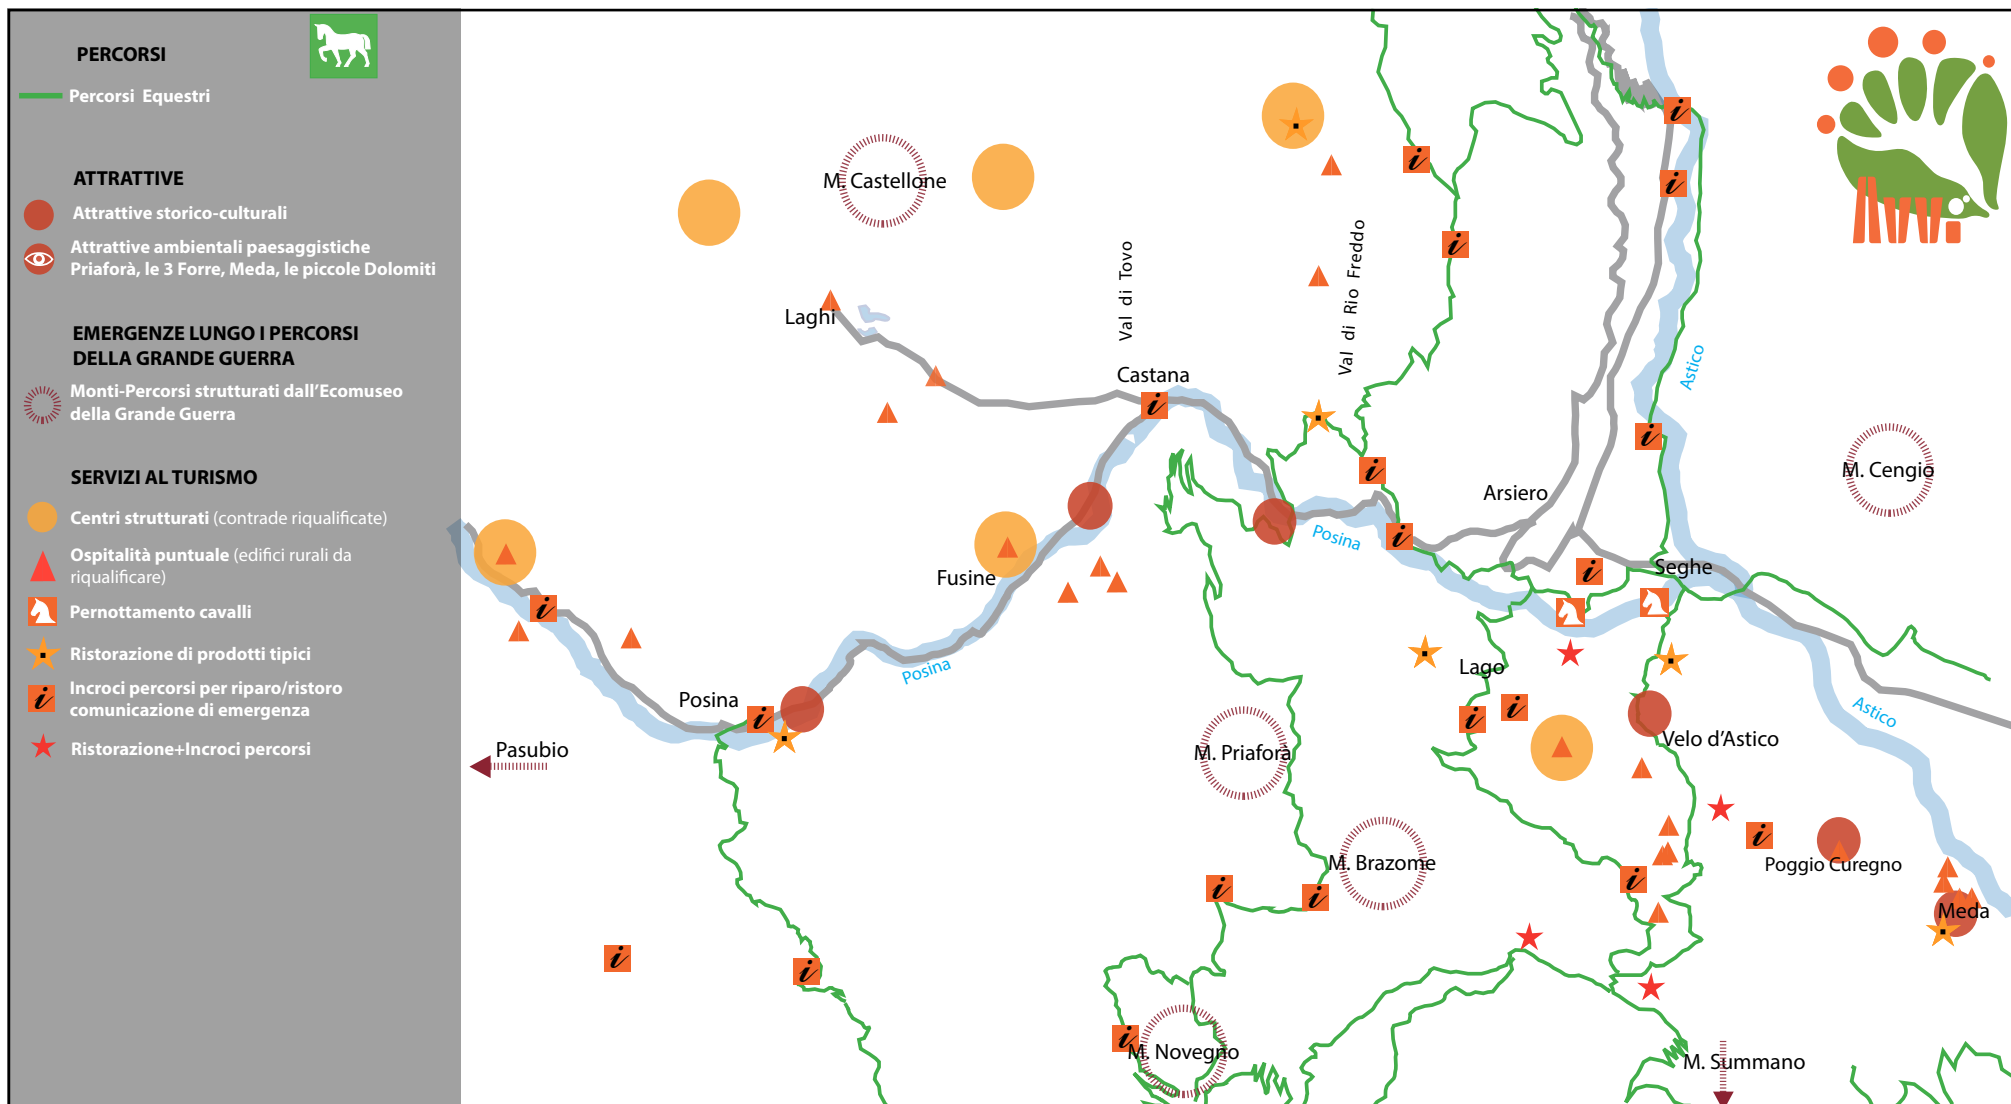 PERCORSI
Percorsi Equestri
ATTRATTIVE
Attrattive storico-culturali
Attrattive ambientali paesaggistiche
Priaforà, le 3 Forre, Meda, le piccole Dolomiti
EMERGENZE LUNGO I PERCORSI
DELLA GRANDE GUERRA
Monti-Percorsi strutturati dall'Ecomuseo
della Grande Guerra
SERVIZI AL TURISMO
Centri strutturati (contrade riqualificate)
Ospitalità puntuale (edifici rurali da
riqualificare)
Pernottamento cavalli
Ristorazione di prodotti tipici
i Incroci percorsi per riparo/ristoro
comunicazione di emergenza
Ristorazione+Incroci percorsi
M. Castellone
Val di Tovo
Val di Rio Freddo
Laghi
Castana
Astico
M. Cengio
Arsiero
Posina
Fusine
Seghe
Posina
Lago
Posina
Astico
Pasubio
M. Priaforà
Velo d'Astico
M. Brazome
Poggio Curegno
Meda
M. Novegno
M. Summano